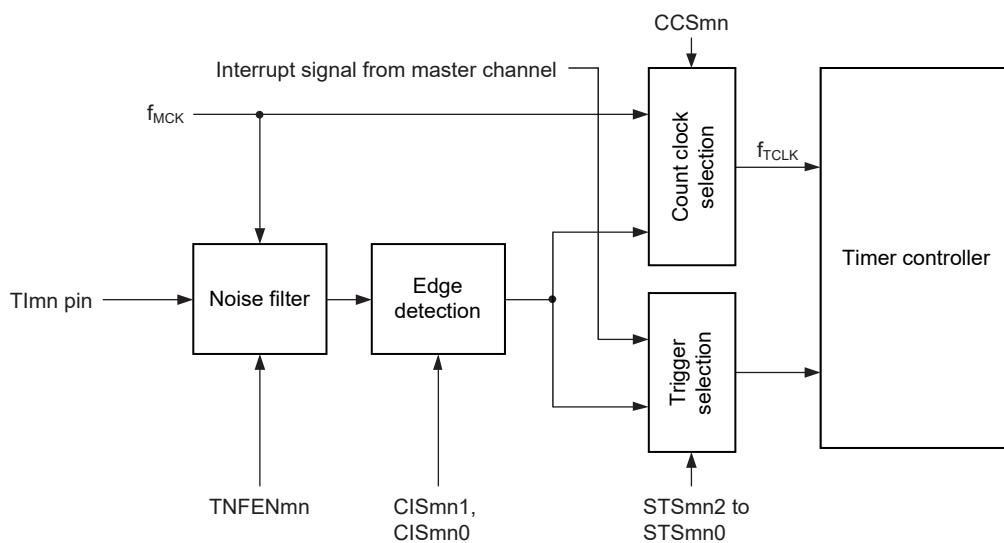 CCSmn
Interrupt signal from master channel
fMCK
Count clock
selection
fTCLK
Timer controller
TImn pin
Noise filter
Edge
detection
Trigger
selection
TNFENmn
CISmn1,
CISmn0
STSmn2 to
STSmn0